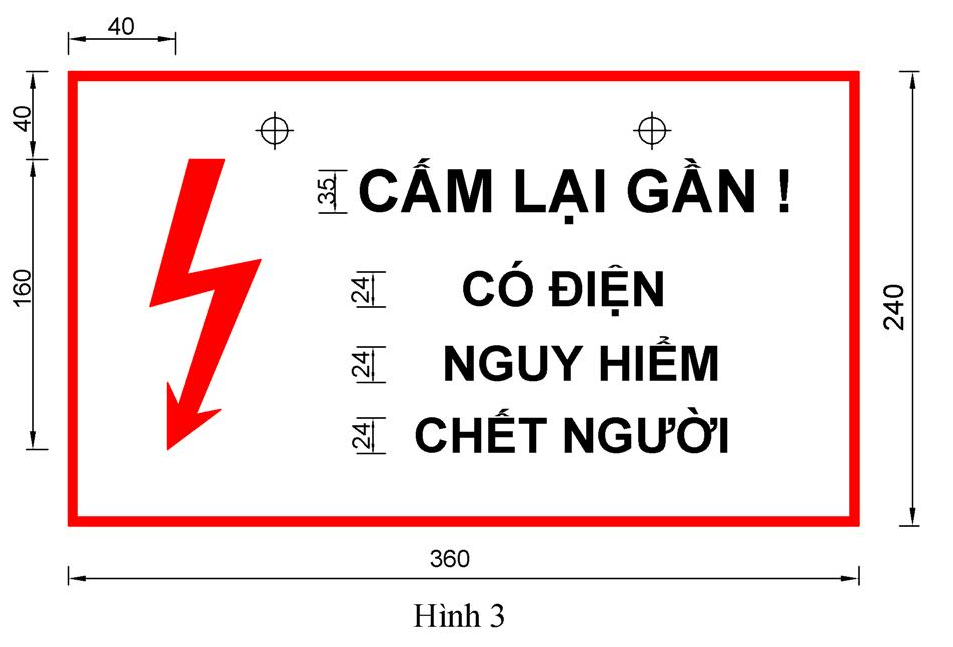 40
40
35 CẤM LẠI GẦN !
160
24 CÓ ĐIỆN
240
24 NGUY HIỂM
24 CHẾT NGƯỜI
360
Hình 3